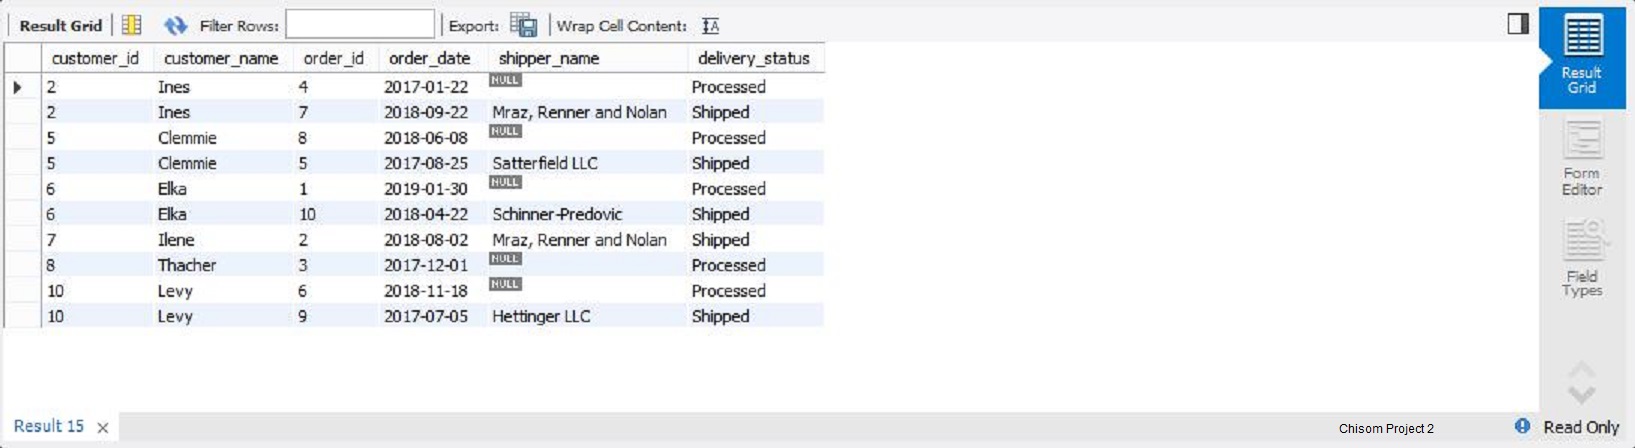 Result Grid Filter Rows: Export: Wrap Cell Content:
customer_id customer_name order_id order_date shipper_name delivery_status
2 Ines 4 2017-01-22 NULL Processed
2 Ines 7 2018-09-22 Mraz, Renner and Nolan Shipped
5 Clemmie 8 2018-06-08 NULL Processed
5 Clemmie 5 2017-08-25 Satterfield LLC Shipped
6 Elka 1 2019-01-30 NULL Processed
6 Elka 10 2018-04-22 Schinner-Predovic Shipped
7 Ilene 2 2018-08-02 Mraz, Renner and Nolan Shipped
8 Thacher 3 2017-12-01 NULL Processed
10 Levy 6 2018-11-18 NULL Processed
10 Levy 9 2017-07-05 Hettinger LLC Shipped
Result
Grid
Form
Editor
Field
Types
Result 15 Chisom Project 2 Read Only